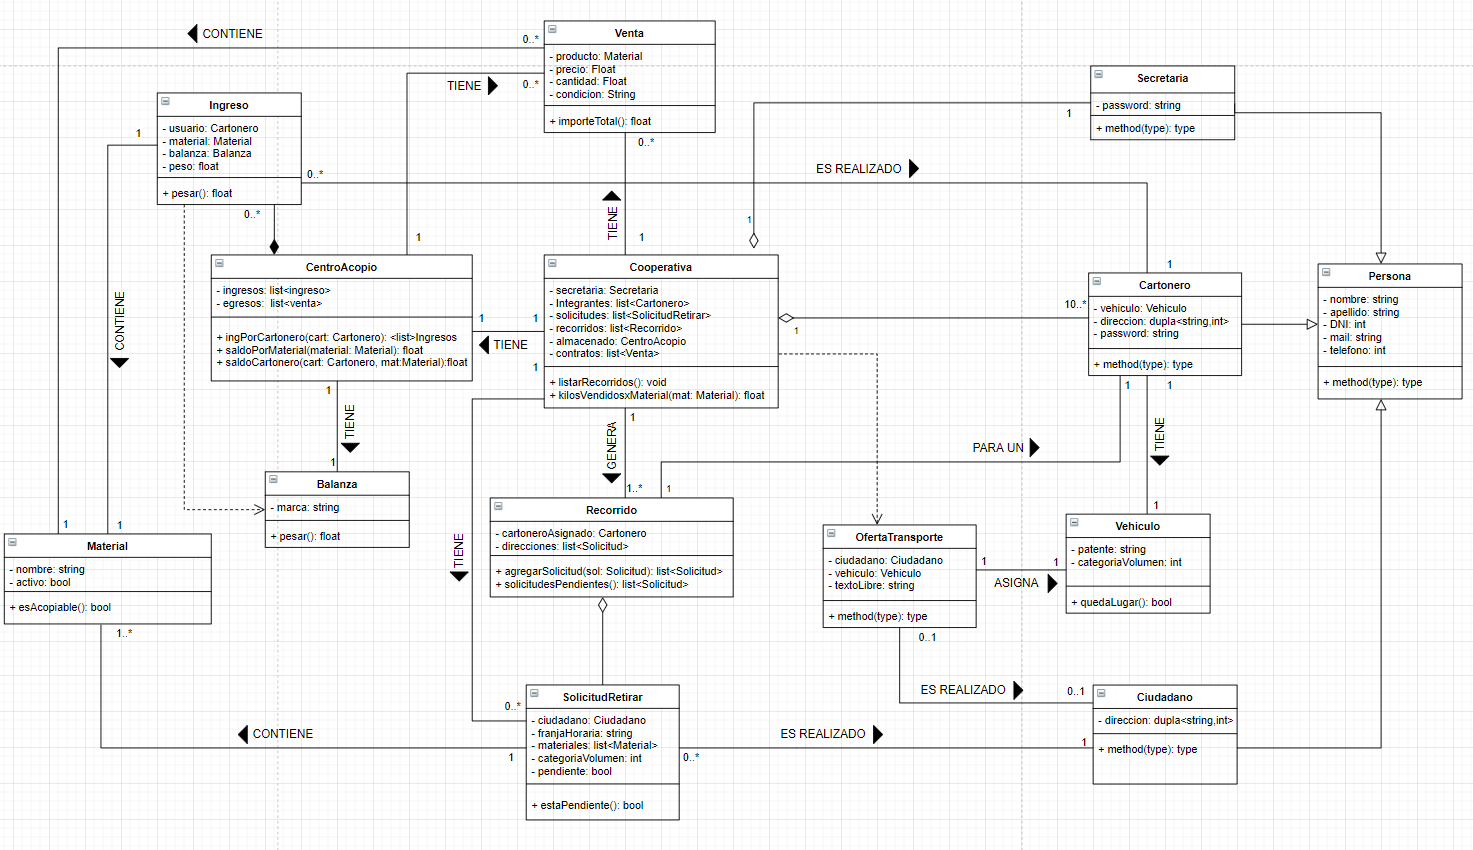 CONTIENE
0..*
Venta
- producto: Material
- precio: Float
- cantidad: Float
- condicion: String
+ importeTotal(): float
TIENE
0..*
0..*
Secretaria
- password: string
+ method(type): type
1
Ingreso
- usuario: Cartonero
- material: Material
- balanza: Balanza
- peso: float
+ pesar(): float
1
0..*
0..*
ES REALIZADO
1
TIENE
1
1
1
CentroAcopio
- ingresos: list<ingreso>
- egresos: list<venta>
+ ingPorCartonero(cart: Cartonero): <list>Ingresos
+ saldoPorMaterial(material: Material): float
+ saldoCartonero(cart: Cartonero, mat:Material):float
Cooperativa
- secretaria: Secretaria
- Integrantes: list<Cartonero>
- solicitudes: list<SolicitudRetirar>
- recorridos: list<Recorrido>
- almacenado: CentroAcopio
- contratos: list<Venta>
+ listarRecorridos(): void
+ kilosVendidosxMaterial(mat: Material): float
Cartonero
- vehiculo: Vehiculo
- direccion: dupla<string,int>
- password: string
+ method(type): type
Persona
- nombre: string
- apellido: string
- DNI: int
- mail: string
- telefono: int
+ method(type): type
10..*
1
1
1
TIENE
1
CONTIENE
1
TIENE
1
1
GENERA
1..*
1
PARA UN
1
1
TIENE
1
Balanza
- marca: string
+ pesar(): float
1
1
Material
- nombre: string
- activo: bool
+ esAcopiable(): bool
1..*
Recorrido
- cartoneroAsignado: Cartonero
- direcciones: list<Solicitud>
+ agregarSolicitud(sol: Solicitud): list<Solicitud>
+ solicitudesPendientes(): list<Solicitud>
TIENE
0..*
OfertaTransporte
- ciudadano: Ciudadano
- vehiculo: Vehiculo
- textoLibre: string
+ method(type): type
1
1
ASIGNA
Vehiculo
- patente: string
- categoriaVolumen: int
+ quedaLugar(): bool
0..1
ES REALIZADO
0..1
SolicitudRetirar
- ciudadano: Ciudadano
- franjaHoraria: string
- materiales: list<Material>
- categoriaVolumen: int
- pendiente: bool
+ estaPendiente(): bool
CONTIENE
1
0..*
ES REALIZADO
1
Ciudadano
- direccion: dupla<string,int>
+ method(type): type